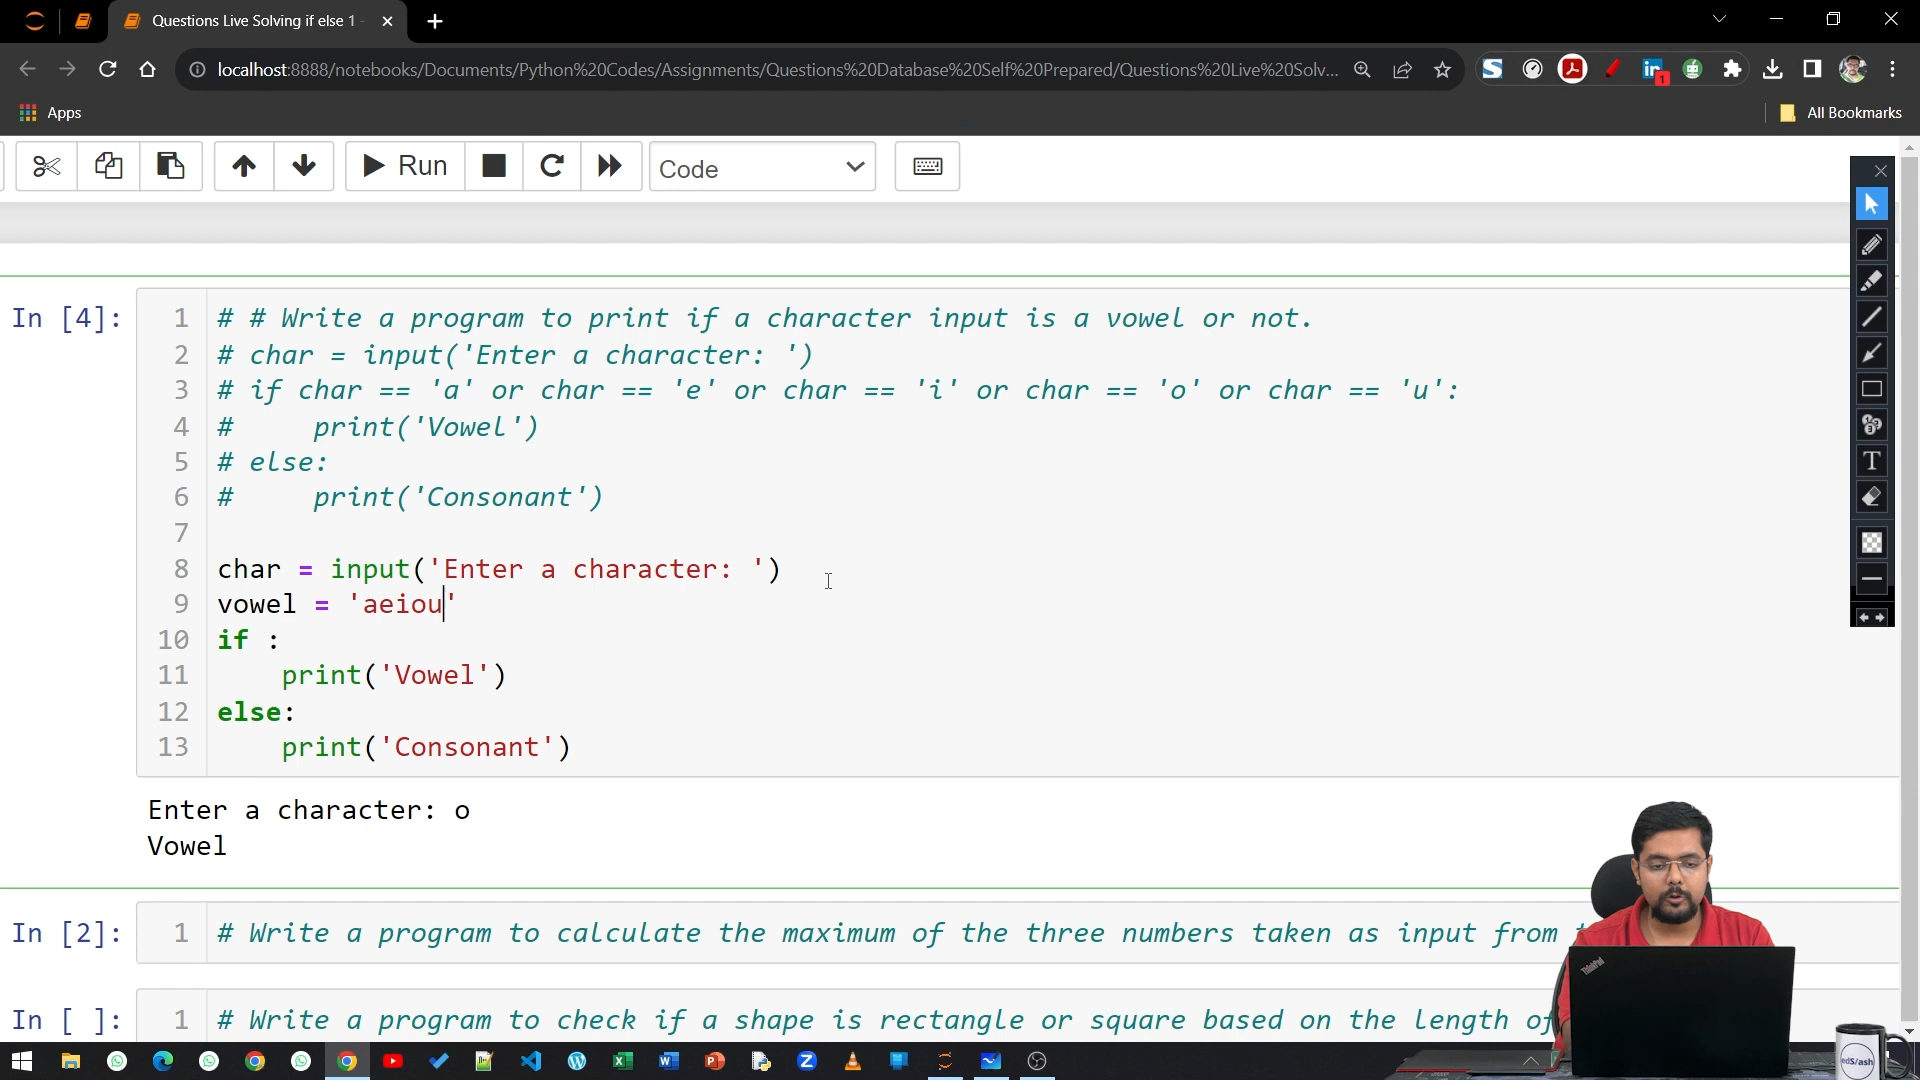 Questions Live Solving if else 1 -
localhost:8888/notebooks/Documents/Python%20Codes/Assignments/Questions%20Database%20Self%20Prepared/Questions%20Live%20Solv...
1
Apps
All Bookmarks
Run
Code
In [4]:
1 # # Write a program to print if a character input is a vowel or not.
2 # char = input('Enter a character: ')
3 # if char == 'a' or char == 'e' or char == 'i' or char == 'o' or char == 'u':
4 #     print('Vowel')
5 # else:
6 #     print('Consonant')
7
8 char = input('Enter a character: ')
9 vowel = 'aeiou'
10 if :
11     print('Vowel')
12 else:
13     print('Consonant')
Enter a character: o
Vowel
In [2]:
1 # Write a program to calculate the maximum of the three numbers taken as input from
In [ ]:
1 # Write a program to check if a shape is rectangle or square based on the length of
ThinkPad